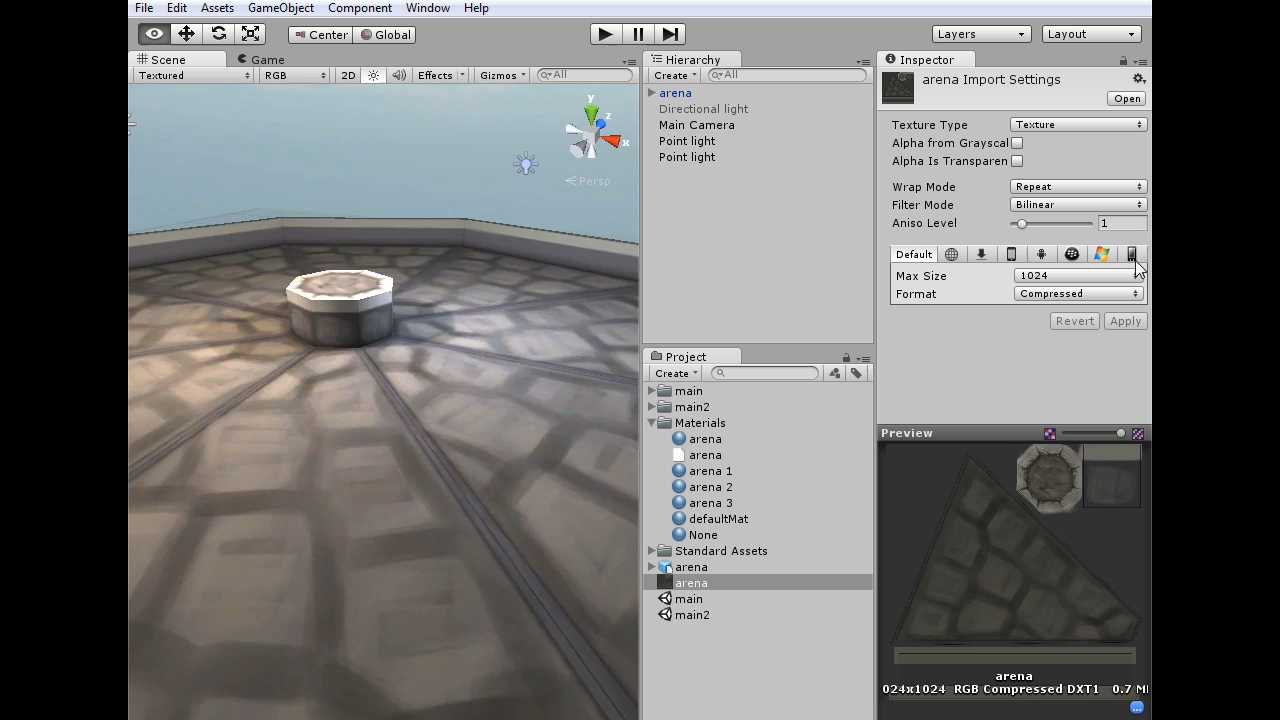 File Edit Assets GameObject Component Window Help
Center Global Layers Layout
Scene Game
Textured RGB 2D Effects Gizmos All
y
z
x
Persp
Hierarchy
Create All
arena
Directional light
Main Camera
Point light
Point light
Project
Create
main
main2
Materials
arena
arena
arena 1
arena 2
arena 3
defaultMat
None
Standard Assets
arena
arena
main
main2
Inspector
arena Import Settings
Open
Texture Type Texture
Alpha from Grayscal
Alpha Is Transparen
Wrap Mode Repeat
Filter Mode Bilinear
Aniso Level 1
Default
Max Size 1024
Format Compressed
Revert Apply
Preview
arena
024x1024 RGB Compressed DXT1 0.7 M